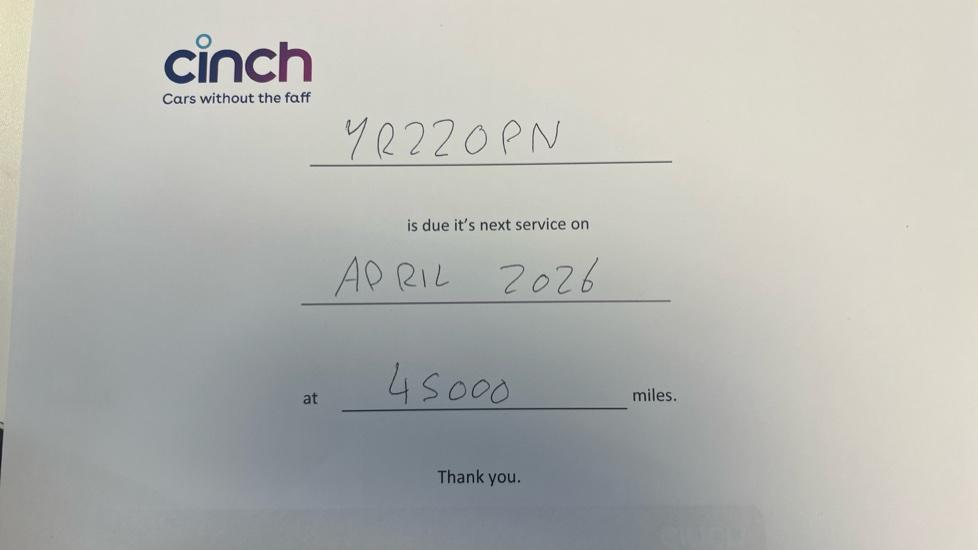 cinch
Cars without the faff
YR22OPN
is due it's next service on
APRIL 2026
at 45000 miles.
Thank you.